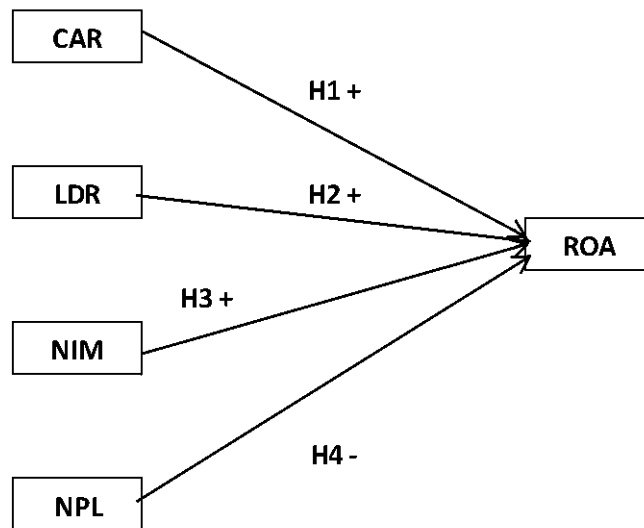 CAR
H1 +
LDR
H2 +
ROA
H3 +
NIM
H4 -
NPL